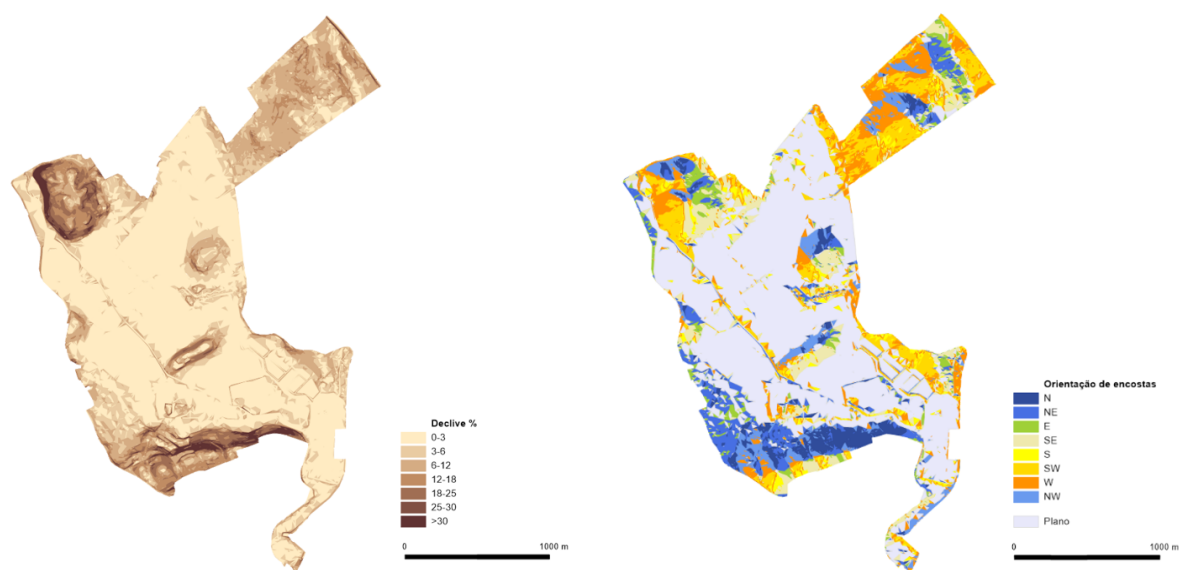 Declive %
0-3
3-6
6-12
12-18
18-25
25-30
>30
0 1000 m
Orientação de encostas
N
NE
E
SE
S
SW
W
NW
Plano
0 1000 m